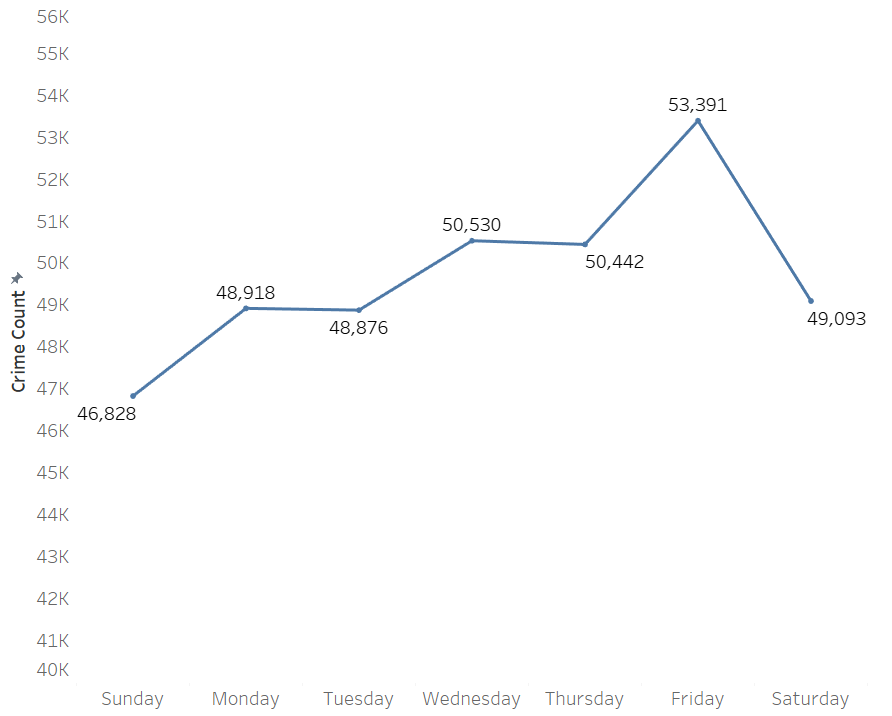 56K
55K
54K
53K
52K
51K
50K
49K
48K
47K
46K
45K
44K
43K
42K
41K
40K
Crime Count
46,828
48,918
48,876
50,530
50,442
53,391
49,093
Sunday Monday Tuesday Wednesday Thursday Friday Saturday